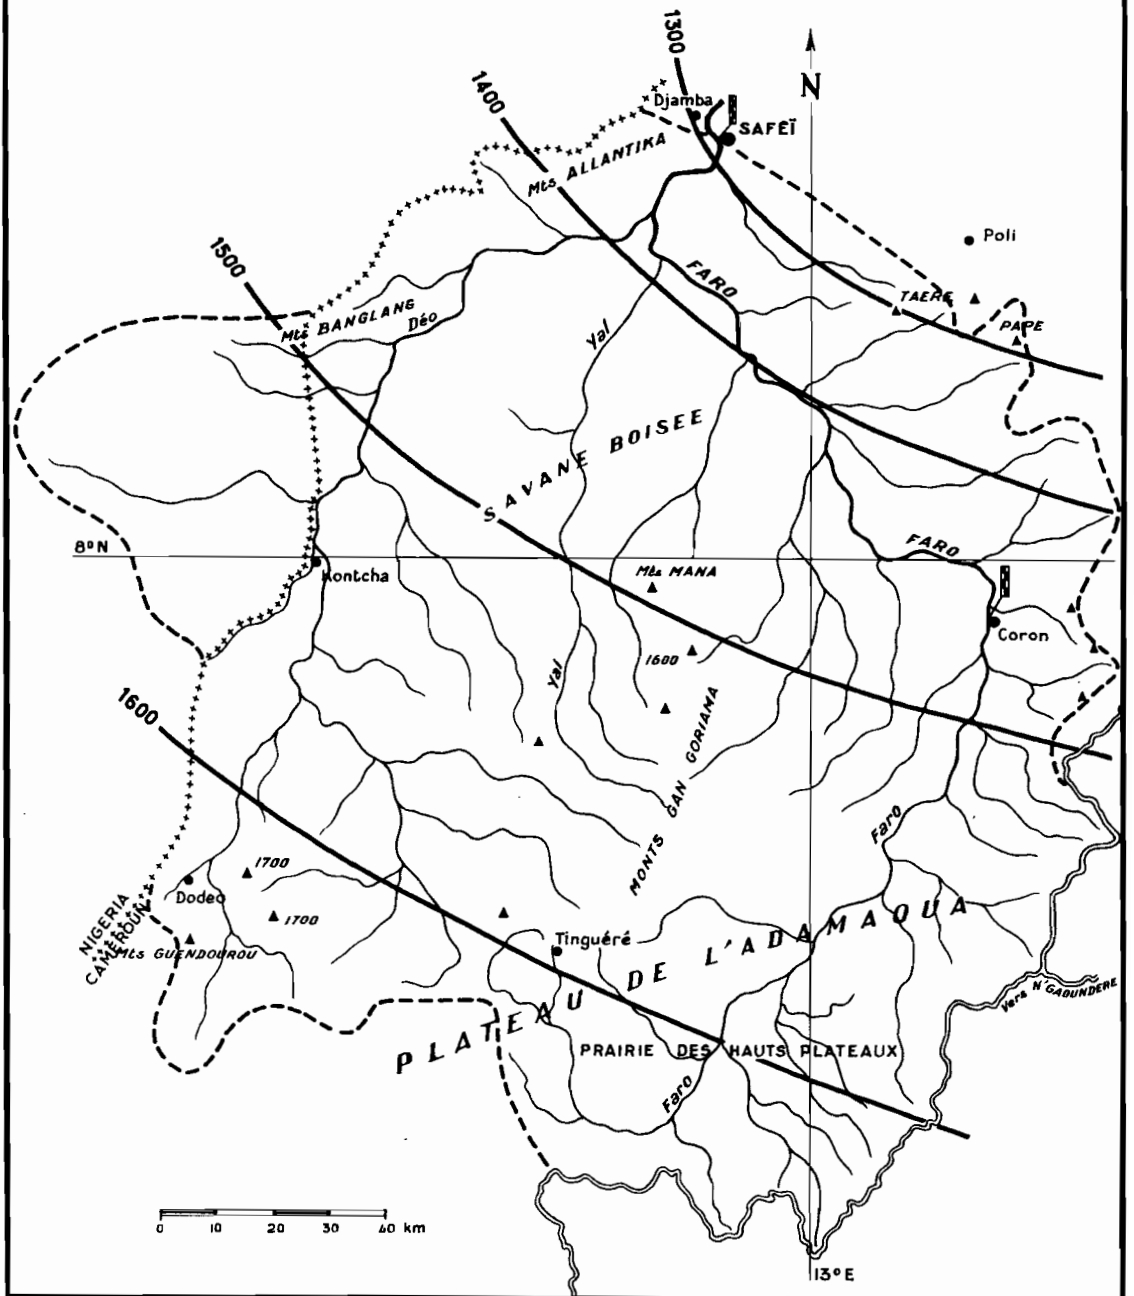 1300
1400
N
Djamba
SAFÉÏ
Mts ALLANTIKA
Poli
1500
FARO
TAERE
Mts BANGLANG
Déo
PAPE
Yal
SAVANE BOISEE
8° N
FARO
Kontcha
Mts MANA
Coron
1600
Yal
1600
MONTS GAN GORIAMA
Faro
1700
Dodeo
1700
NIGERIA
CAMEROUN
Mts GUENDOUROU
Tinguéré
PLATEAU DE L'ADAMAOUA
Vers N'GAOUNDERE
PRAIRIE DES HAUTS PLATEAUX
Faro
0 10 20 30 40 km
13° E